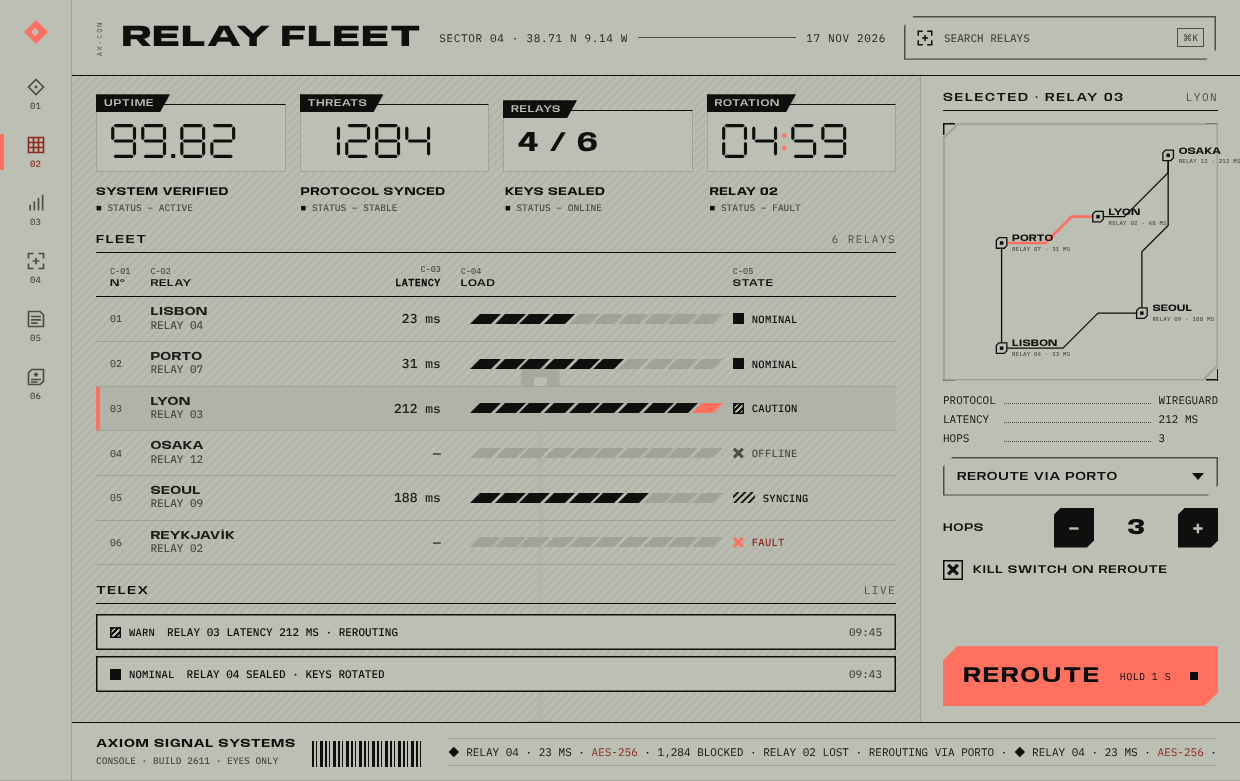 AX-CON
RELAY FLEET
SECTOR 04 · 38.71 N 9.14 W
17 NOV 2026
SEARCH RELAYS
⌘K
01
02
03
04
05
06
UPTIME
99.82
SYSTEM VERIFIED
STATUS – ACTIVE
THREATS
1284
PROTOCOL SYNCED
STATUS – STABLE
RELAYS
4 / 6
KEYS SEALED
STATUS – ONLINE
ROTATION
04:59
RELAY 02
STATUS – FAULT
FLEET
6 RELAYS
C-01 C-02 C-03 C-04 C-05
Nº RELAY LATENCY LOAD STATE
01 LISBON 23 ms NOMINAL
RELAY 04
02 PORTO 31 ms NOMINAL
RELAY 07
03 LYON 212 ms CAUTION
RELAY 03
04 OSAKA – OFFLINE
RELAY 12
05 SEOUL 188 ms SYNCING
RELAY 09
06 REYKJAVÍK – FAULT
RELAY 02
TELEX
LIVE
WARN RELAY 03 LATENCY 212 MS · REROUTING 09:45
NOMINAL RELAY 04 SEALED · KEYS ROTATED 09:43
SELECTED · RELAY 03
LYON
OSAKA
RELAY 12 · 212 MS
LYON
RELAY 02 · 48 MS
PORTO
RELAY 07 · 31 MS
SEOUL
RELAY 09 · 188 MS
LISBON
RELAY 04 · 23 MS
PROTOCOL WIREGUARD
LATENCY 212 MS
HOPS 3
REROUTE VIA PORTO
HOPS − 3 +
KILL SWITCH ON REROUTE
REROUTE HOLD 1 S
AXIOM SIGNAL SYSTEMS
CONSOLE · BUILD 2611 · EYES ONLY
◆ RELAY 04 · 23 MS · AES-256 · 1,284 BLOCKED · RELAY 02 LOST · REROUTING VIA PORTO · ◆ RELAY 04 · 23 MS · AES-256 ·